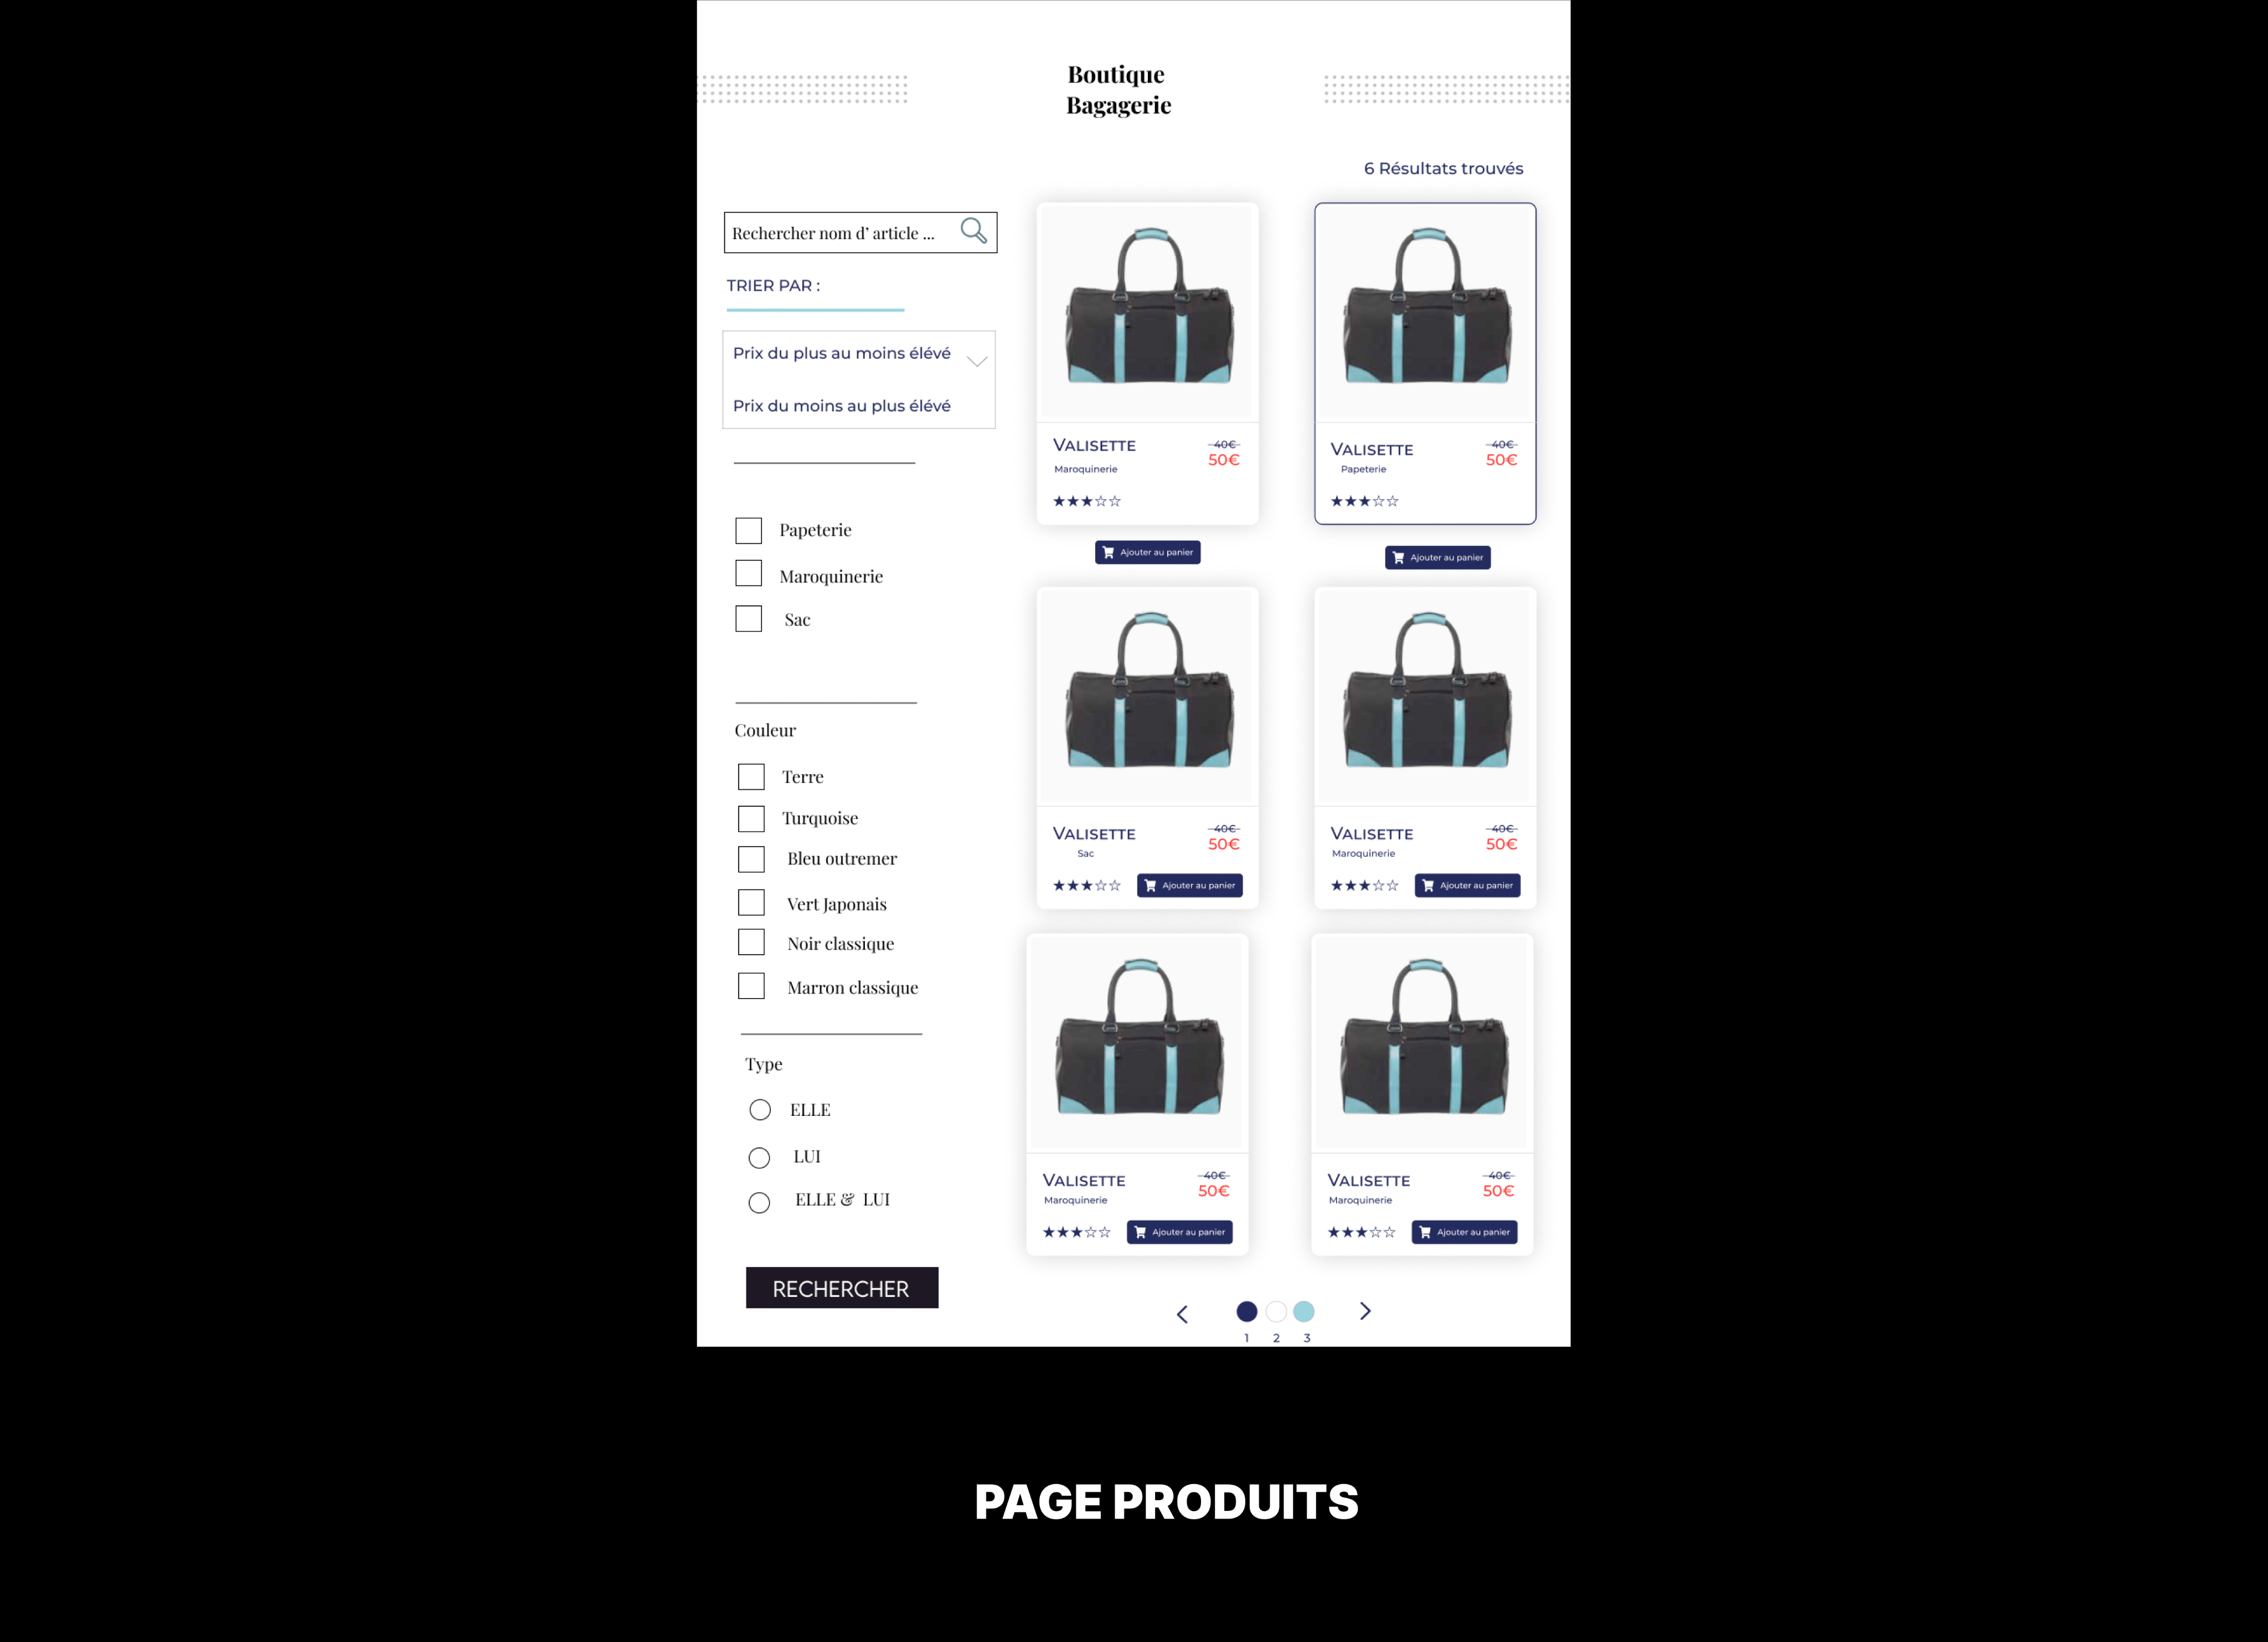 Boutique
Bagagerie
6 Résultats trouvés
Rechercher nom d’ article ...
TRIER PAR :
Prix du plus au moins élévé
Prix du moins au plus élévé
Papeterie
Maroquinerie
Sac
Couleur
Terre
Turquoise
Bleu outremer
Vert Japonais
Noir classique
Marron classique
Type
ELLE
LUI
ELLE & LUI
RECHERCHER
VALISETTE
40€
50€
Maroquinerie
Ajouter au panier
VALISETTE
40€
50€
Papeterie
Ajouter au panier
VALISETTE
40€
50€
Sac
Ajouter au panier
VALISETTE
40€
50€
Maroquinerie
Ajouter au panier
VALISETTE
40€
50€
Maroquinerie
Ajouter au panier
VALISETTE
40€
50€
Maroquinerie
Ajouter au panier
1 2 3
PAGE PRODUITS